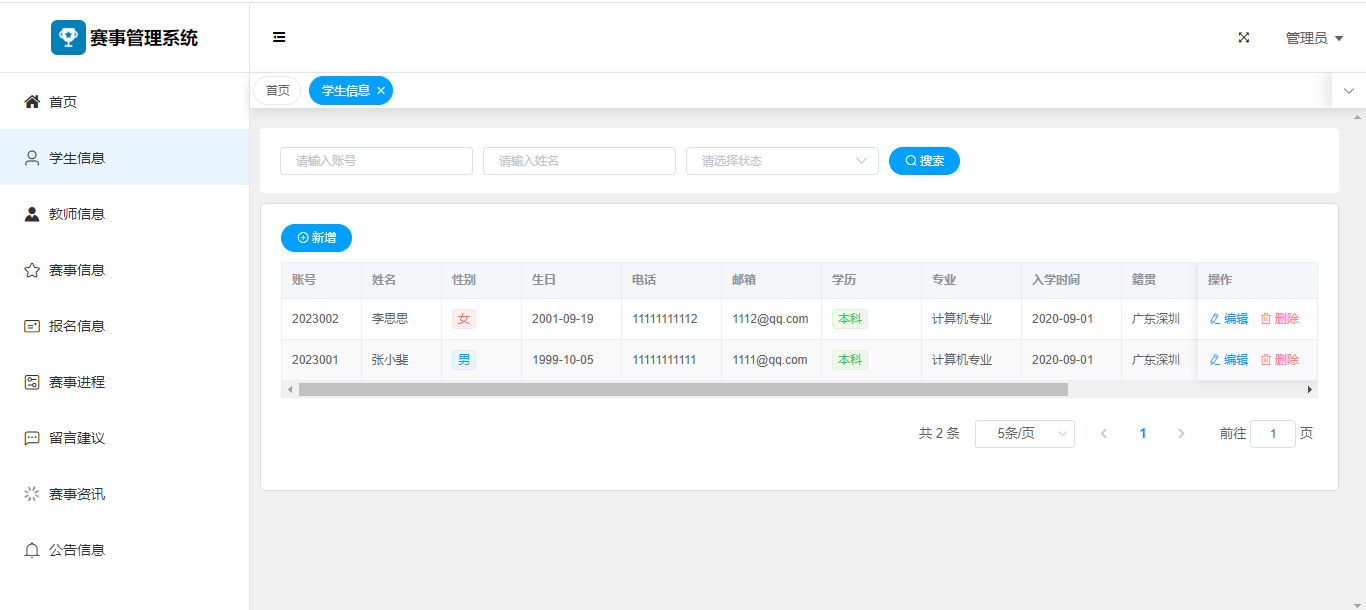 赛事管理系统
管理员
首页
学生信息
教师信息
赛事信息
报名信息
赛事进程
留言建议
赛事资讯
公告信息
首页 学生信息
请输入账号 请输入姓名 请选择状态 搜索
新增
账号 姓名 性别 生日 电话 邮箱 学历 专业 入学时间 籍贯 操作
2023002 李思思 女 2001-09-19 11111111112 1112@qq.com 本科 计算机专业 2020-09-01 广东深圳 编辑 删除
2023001 张小斐 男 1999-10-05 11111111111 1111@qq.com 本科 计算机专业 2020-09-01 广东深圳 编辑 删除
共 2 条 5条/页 1 前往 1 页